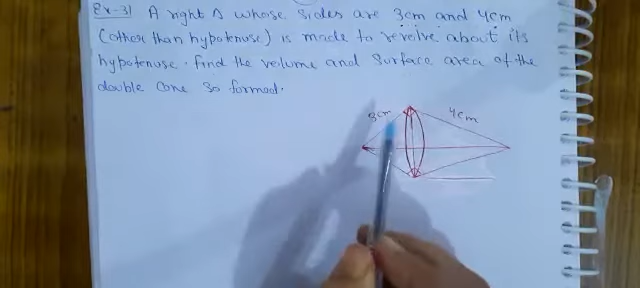 Ex-3] A right Δ whose sides are 3cm and 4cm
(other than hypotenuse) is made to revolve about its
hypotenuse. Find the volume and surface area of the
double cone so formed.
3cm 4cm